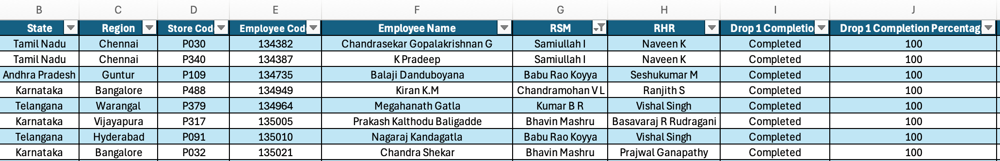 B C D E F G H I J
State Region Store Cod Employee Cod Employee Name RSM RHR Drop 1 Completio Drop 1 Completion Percentag
Tamil Nadu Chennai P030 134382 Chandrasekar Gopalakrishnan G Samiullah I Naveen K Completed 100
Tamil Nadu Chennai P340 134387 K Pradeep Samiullah I Naveen K Completed 100
Andhra Pradesh Guntur P109 134735 Balaji Danduboyana Babu Rao Koyya Seshukumar M Completed 100
Karnataka Bangalore P488 134949 Kiran K.M Chandramohan V L Ranjith S Completed 100
Telangana Warangal P379 134964 Megahanath Gatla Kumar B R Vishal Singh Completed 100
Karnataka Vijayapura P317 135005 Prakash Kalthodu Baligadde Bhavin Mashru Basavaraj R Rudragani Completed 100
Telangana Hyderabad P091 135010 Nagaraj Kandagatla Babu Rao Koyya Vishal Singh Completed 100
Karnataka Bangalore P032 135021 Chandra Shekar Bhavin Mashru Prajwal Ganapathy Completed 100